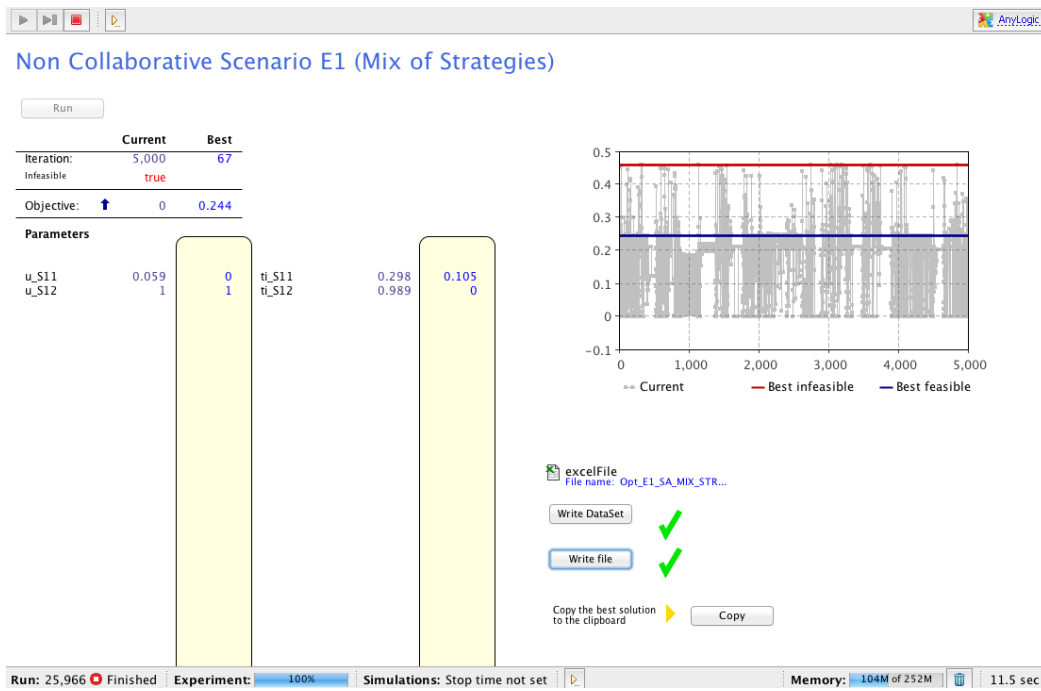 AnyLogic
Non Collaborative Scenario E1 (Mix of Strategies)
Run
Current Best
Iteration: 5,000 67
Infeasible true
Objective: 0 0.244
Parameters
u_S11 0.059 0 ti_S11 0.298 0.105
u_S12 1 1 ti_S12 0.989 0
0.5
0.4
0.3
0.2
0.1
0
-0.1
0 1,000 2,000 3,000 4,000 5,000
Current Best infeasible Best feasible
excelFile
File name: Opt_E1_SA_MIX_STR...
Write DataSet
Write file
Copy the best solution
to the clipboard
Copy
Run: 25,966 Finished Experiment: 100% Simulations: Stop time not set Memory: 104M of 252M 11.5 sec